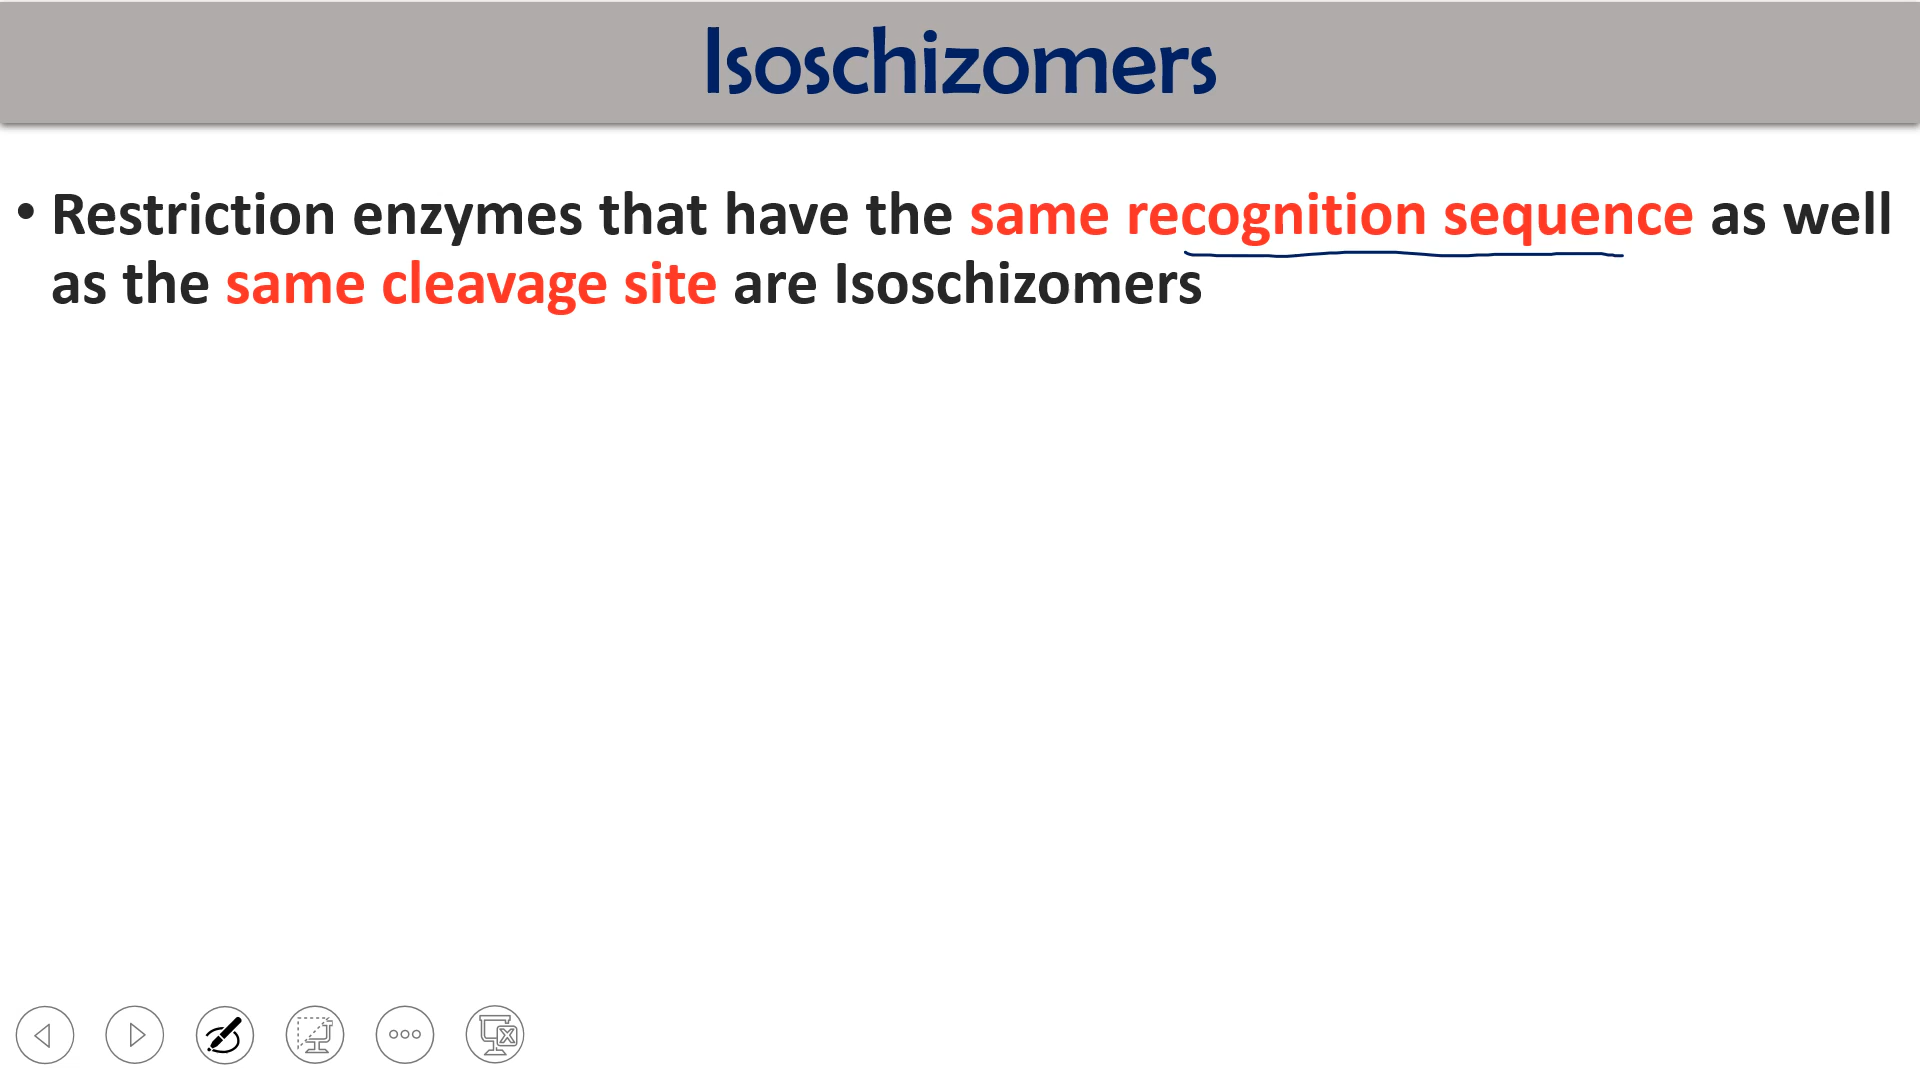 Isoschizomers
• Restriction enzymes that have the same recognition sequence as well
as the same cleavage site are Isoschizomers